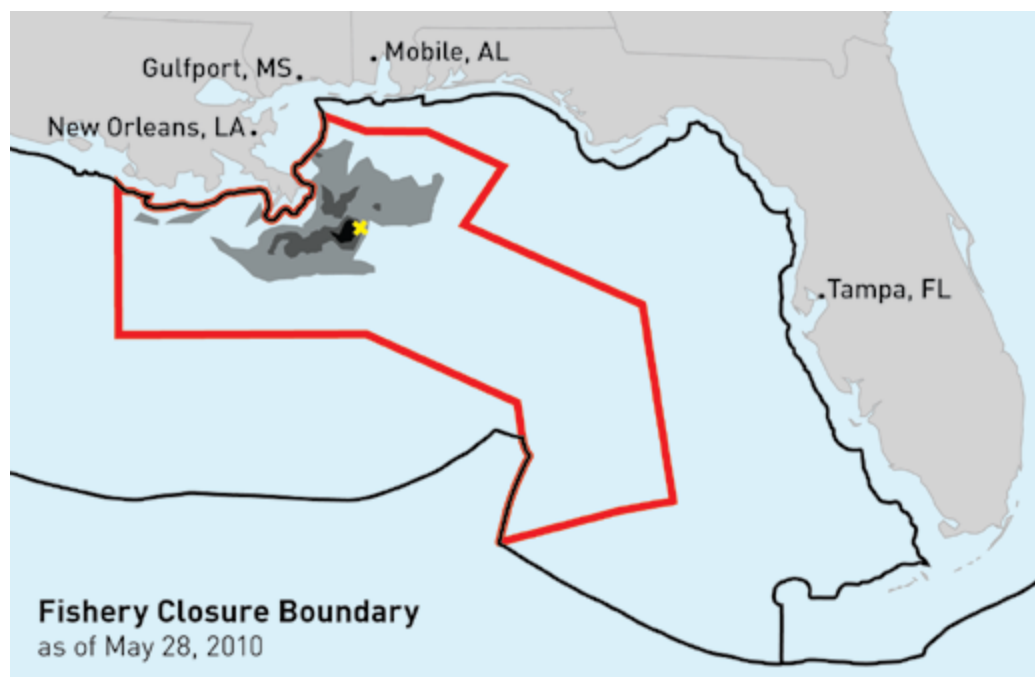 Mobile, AL
Gulfport, MS
New Orleans, LA
Tampa, FL
Fishery Closure Boundary
as of May 28, 2010